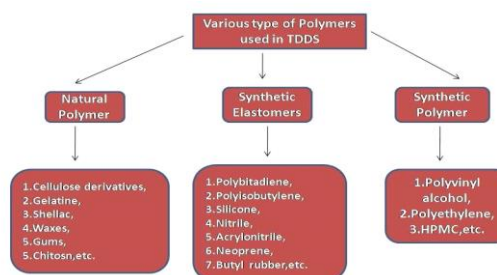 Various type of Polymers
used in TDDS
Natural
Polymer
Synthetic
Elastomers
Synthetic
Polymer
1.Cellulose derivatives,
2.Gelatine,
3.Shellac,
4.Waxes,
5.Gums,
5.Chitosn,etc.
1.Polybitadiene,
2.Polyisobutylene,
3.Silicone,
4.Nitrile,
5.Acrylonitrile,
6.Neoprene,
7.Butyl rubber,etc.
1.Polyvinyl
alcohol,
2.Polyethylene,
3.HPMC,etc.